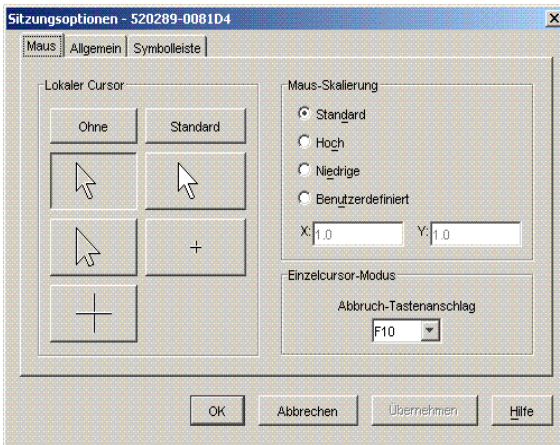 Sitzungsoptionen - 520289-0081D4
Maus
Allgemein
Symbolleiste
Lokaler Cursor
Ohne
Standard
Maus-Skalierung
Standard
Hoch
Niedrige
Benutzerdefiniert
X: 1.0
Y: 1.0
Einzelcursor-Modus
Abbruch-Tastenanschlag
F10
OK
Abbrechen
Übernehmen
Hilfe